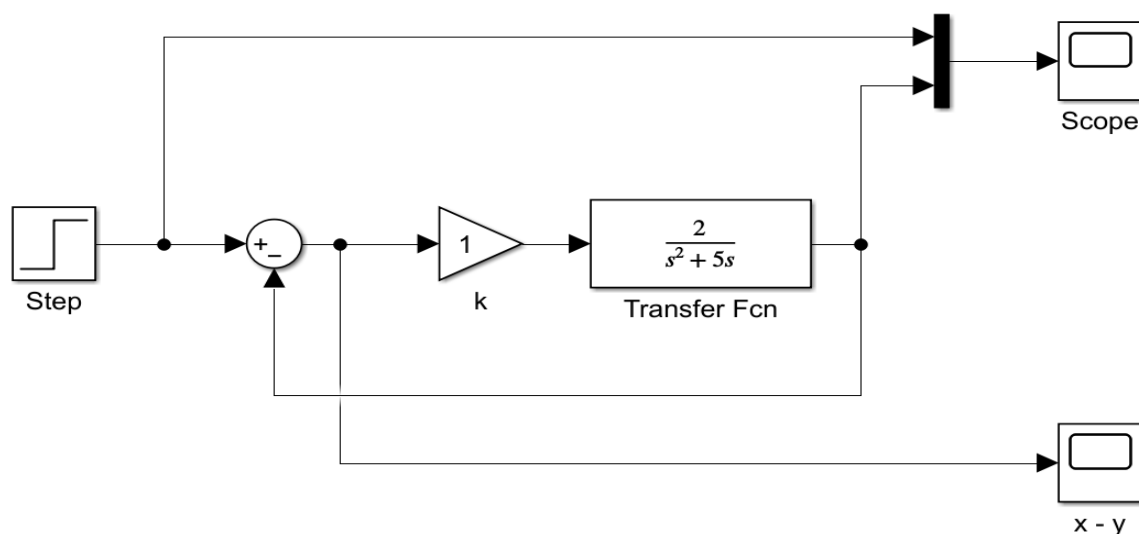 Scope
+
−
1
2
s² + 5s
Step
k
Transfer Fcn
x - y